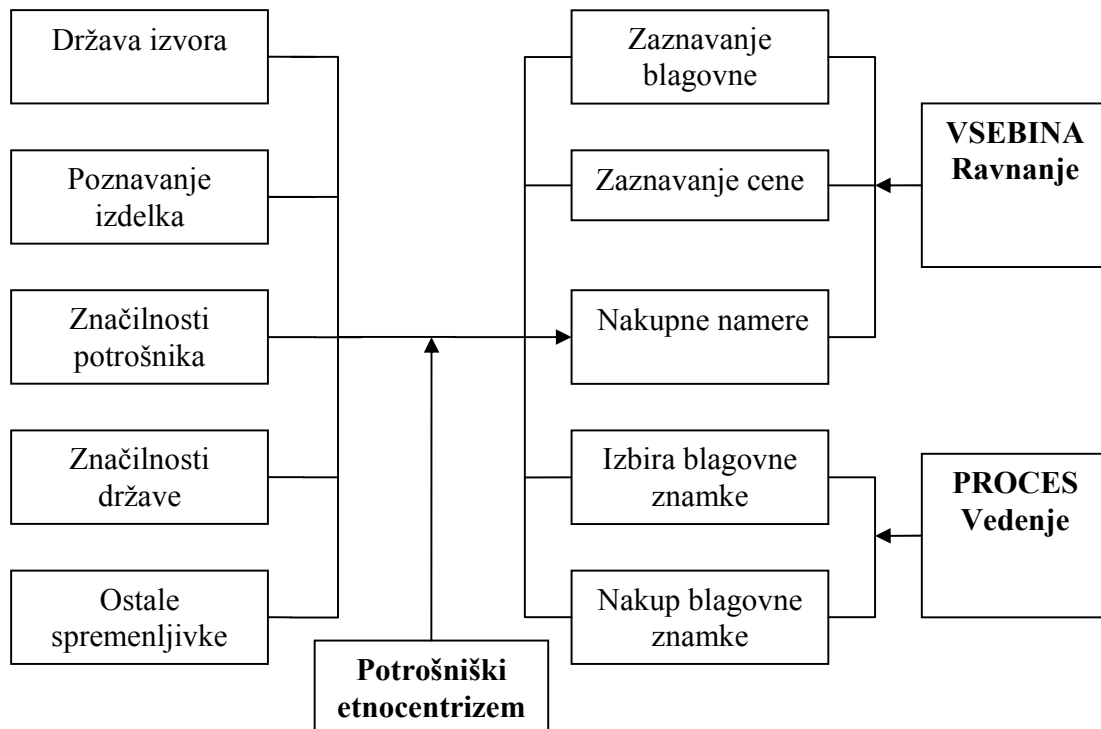 Država izvora
Poznavanje
izdelka
Značilnosti
potrošnika
Značilnosti
države
Ostale
spremenljivke
Potrošniški
etnocentrizem
Zaznavanje
blagovne
Zaznavanje cene
Nakupne namere
Izbira blagovne
znamke
Nakup blagovne
znamke
VSEBINA
Ravnanje
PROCES
Vedenje